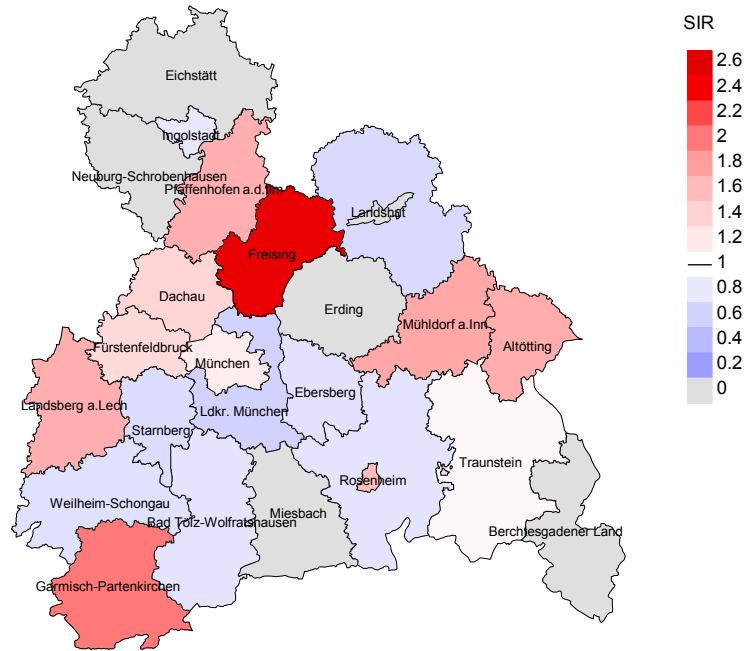 SIR
2.6
2.4
2.2
2
1.8
1.6
1.4
1.2
1
0.8
0.6
0.4
0.2
0
Eichstätt
Ingolstadt
Neuburg-Schrobenhausen
Pfaffenhofen a.d.Ilm
Landshut
Freising
Dachau
Erding
Mühldorf a.Inn
Altötting
Fürstenfeldbruck
München
Landsberg a.Lech
Ebersberg
Ldkr. München
Starnberg
Traunstein
Rosenheim
Weilheim-Schongau
Miesbach
Bad Tölz-Wolfratshausen
Berchtesgadener Land
Garmisch-Partenkirchen